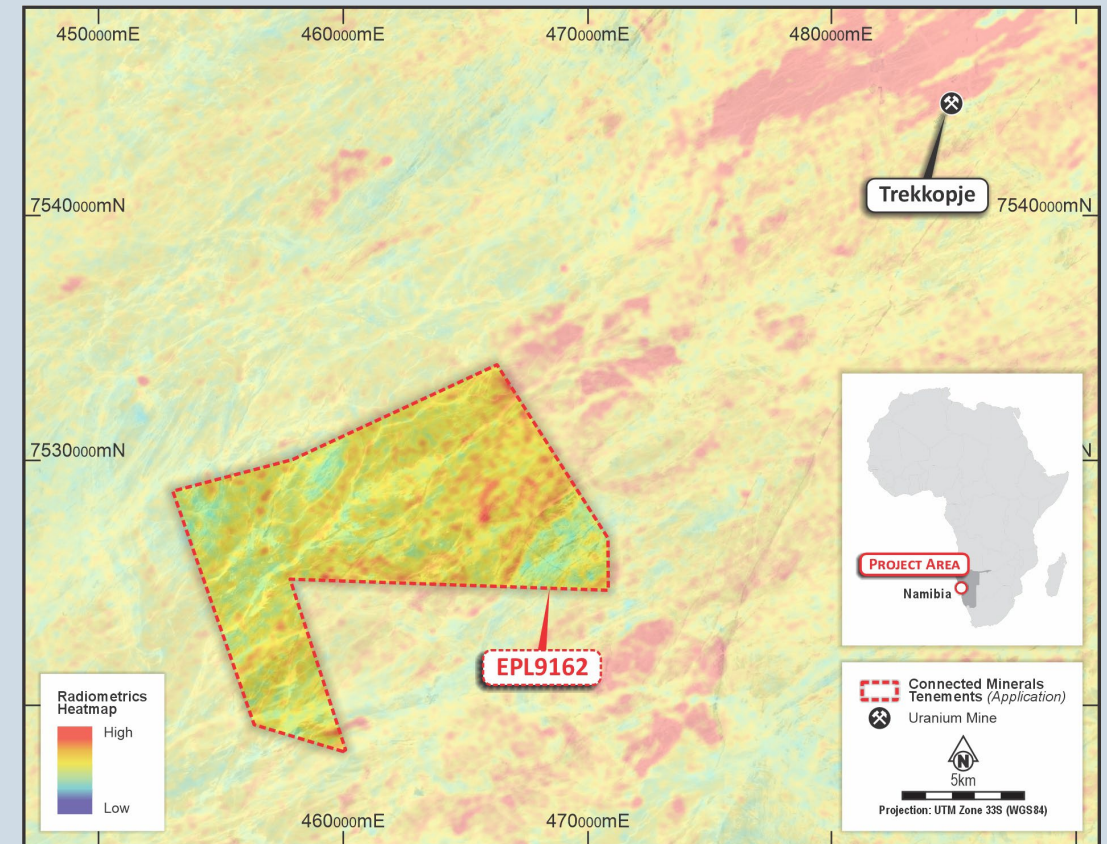 450000mE
460000mE
470000mE
480000mE
Trekkopje
7540000mN
7540000mN
7530000mN
N
PROJECT AREA
Namibia
EPL9162
Radiometrics
Heatmap
High
Low
Connected Minerals
Tenements (Application)
Uranium Mine
N
5km
Projection: UTM Zone 33S (WGS84)
460000mE
470000mE